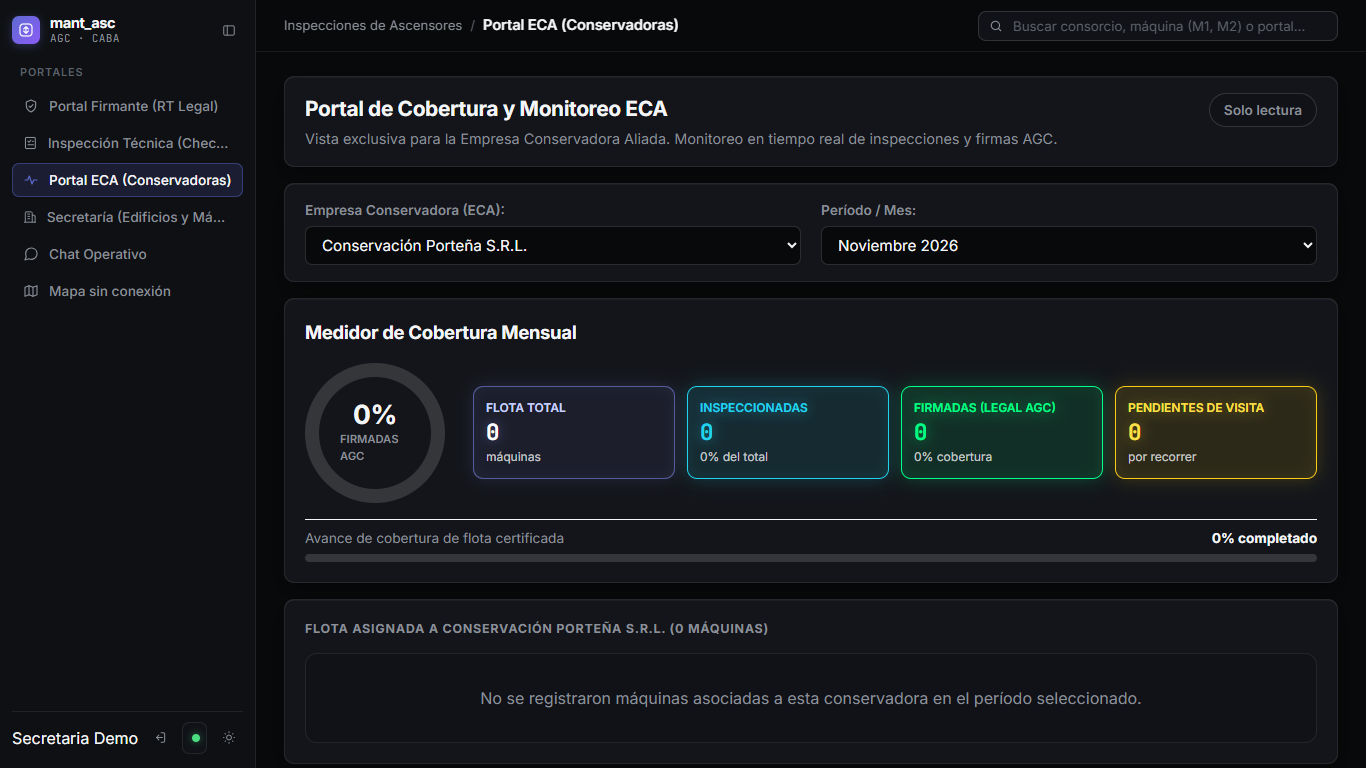 mant_asc
AGC · CABA
PORTALES
Portal Firmante (RT Legal)
Inspección Técnica (Chec...
Portal ECA (Conservadoras)
Secretaría (Edificios y Má...
Chat Operativo
Mapa sin conexión
Secretaria Demo
Inspecciones de Ascensores / Portal ECA (Conservadoras)
Buscar consorcio, máquina (M1, M2) o portal...
Portal de Cobertura y Monitoreo ECA
Solo lectura
Vista exclusiva para la Empresa Conservadora Aliada. Monitoreo en tiempo real de inspecciones y firmas AGC.
Empresa Conservadora (ECA):
Conservación Porteña S.R.L.
Período / Mes:
Noviembre 2026
Medidor de Cobertura Mensual
0%
FIRMADAS
AGC
FLOTA TOTAL
0
máquinas
INSPECCIONADAS
0
0% del total
FIRMADAS (LEGAL AGC)
0
0% cobertura
PENDIENTES DE VISITA
0
por recorrer
Avance de cobertura de flota certificada
0% completado
FLOTA ASIGNADA A CONSERVACIÓN PORTEÑA S.R.L. (0 MÁQUINAS)
No se registraron máquinas asociadas a esta conservadora en el período seleccionado.